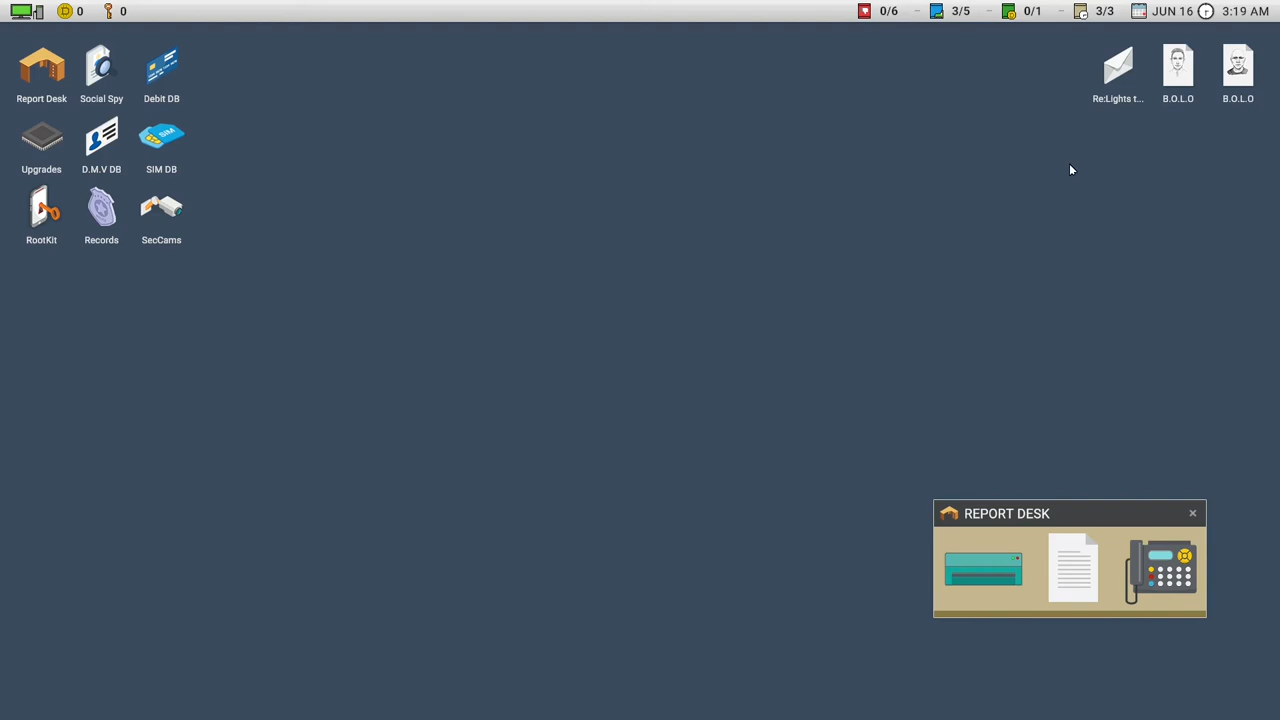 0 0 0/6 3/5 0/1 3/3 JUN 16 3:19 AM
Report Desk Social Spy Debit DB Re:Lights t... B.O.L.O B.O.L.O
SIM
Upgrades D.M.V DB SIM DB
RootKit Records SecCams
REPORT DESK